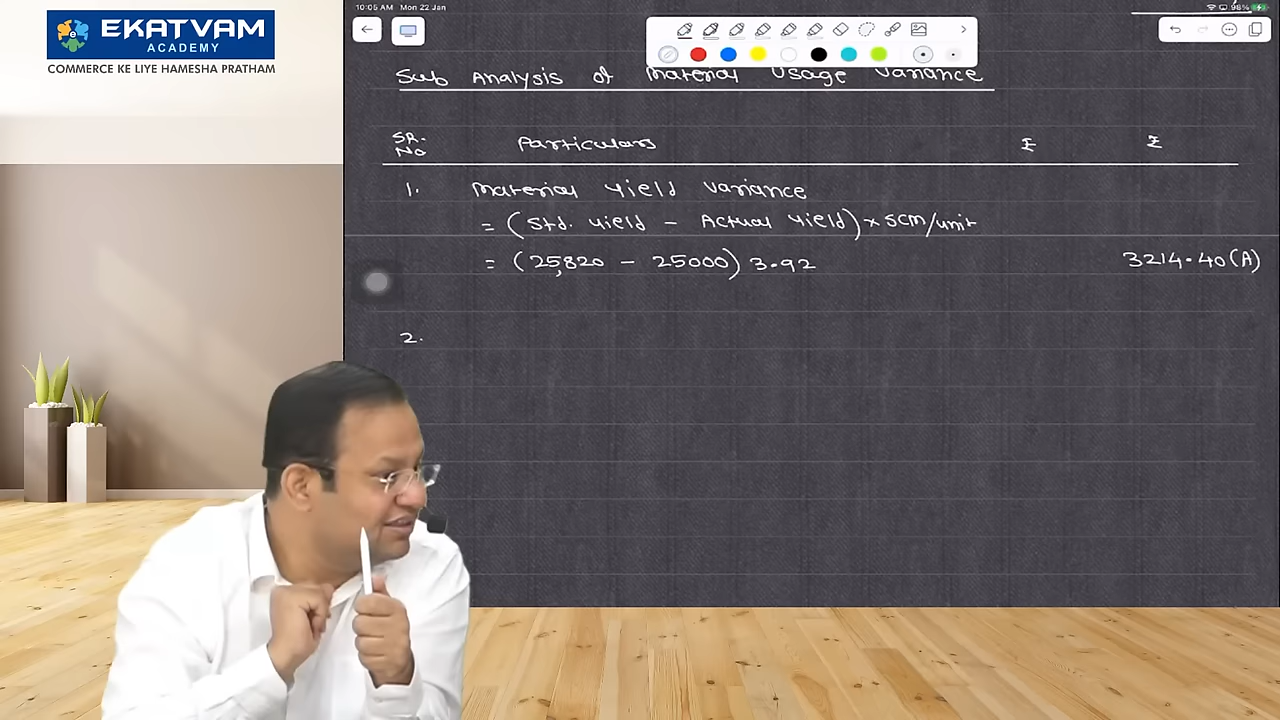 EKATVAM
ACADEMY
COMMERCE KE LIYE HAMESHA PRATHAM
10:05 AM Mon 22 Jan
98%
Sub Analysis of Material Usage Variance
SR. No Particulars ₹ ₹
1. Material Yield Variance
= (Std. Yield - Actual Yield) × SCM/unit
= (25,820 - 25000) 3.92 3214.40(A)
2.